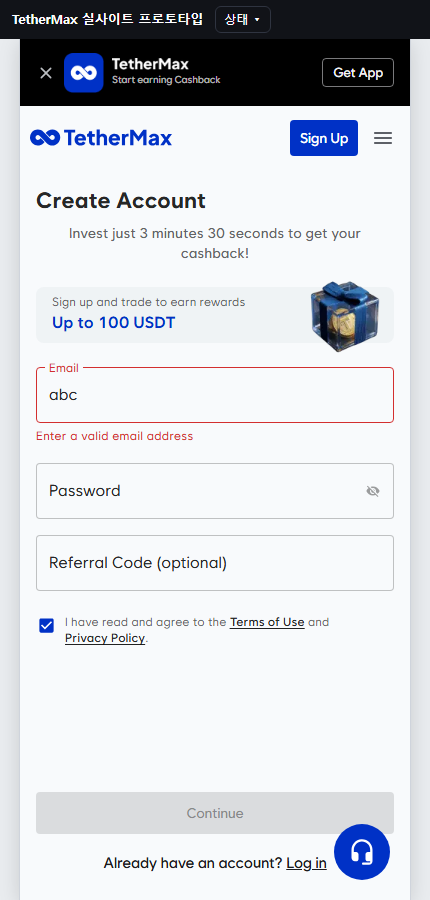 TetherMax 실사이트 프로토타입
상태
TetherMax
Start earning Cashback
Get App
TetherMax
Sign Up
Create Account
Invest just 3 minutes 30 seconds to get your
cashback!
Sign up and trade to earn rewards
Up to 100 USDT
Email
abc
Enter a valid email address
Password
Referral Code (optional)
I have read and agree to the Terms of Use and
Privacy Policy.
Continue
Already have an account? Log in